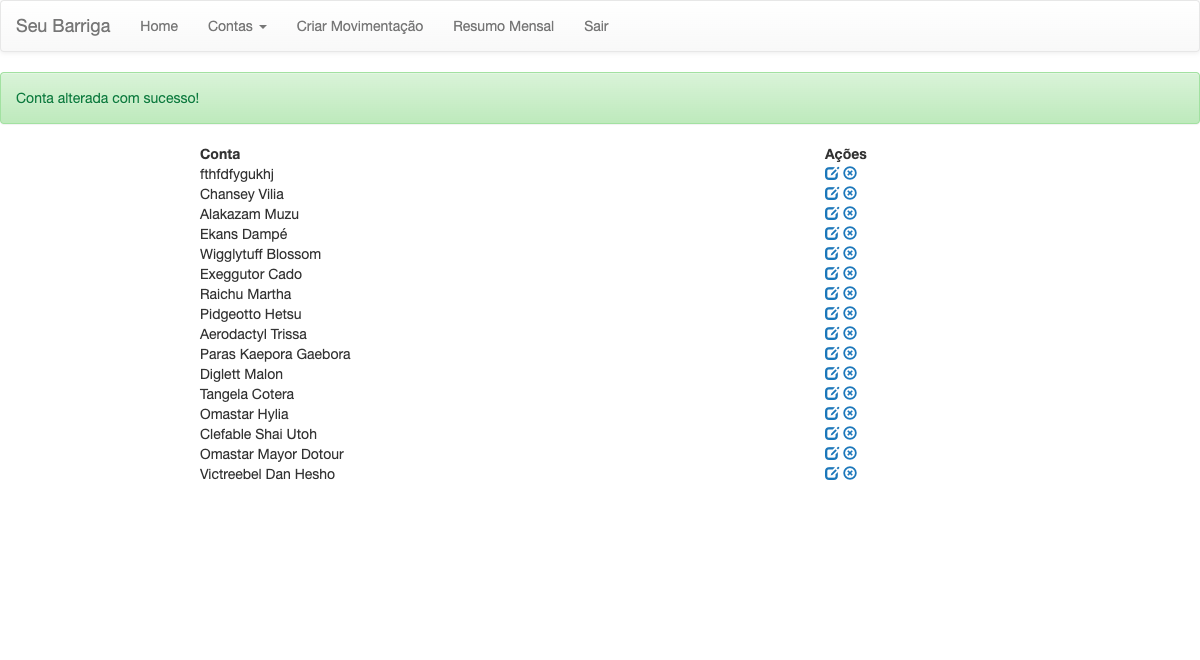 Seu Barriga Home Contas Criar Movimentação Resumo Mensal Sair
Conta alterada com sucesso!
Conta Ações
fthfdfygukhj
Chansey Vilia
Alakazam Muzu
Ekans Dampé
Wigglytuff Blossom
Exeggutor Cado
Raichu Martha
Pidgeotto Hetsu
Aerodactyl Trissa
Paras Kaepora Gaebora
Diglett Malon
Tangela Cotera
Omastar Hylia
Clefable Shai Utoh
Omastar Mayor Dotour
Victreebel Dan Hesho